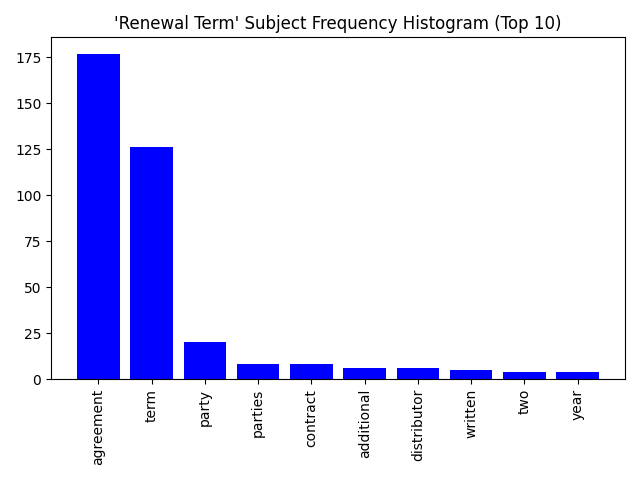 'Renewal Term' Subject Frequency Histogram (Top 10)
175
150
125
100
75
50
25
0
agreement
term
party
parties
contract
additional
distributor
written
two
year